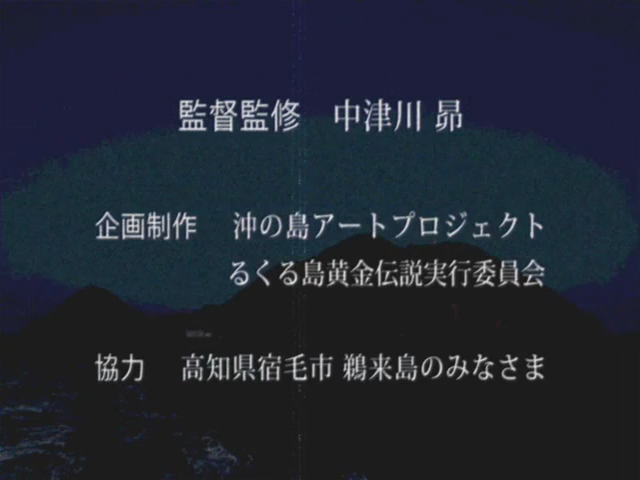 監督監修　中津川 昴
企画制作　沖の島アートプロジェクト
るくる島黄金伝説実行委員会
協力　高知県宿毛市 鵜来島のみなさま